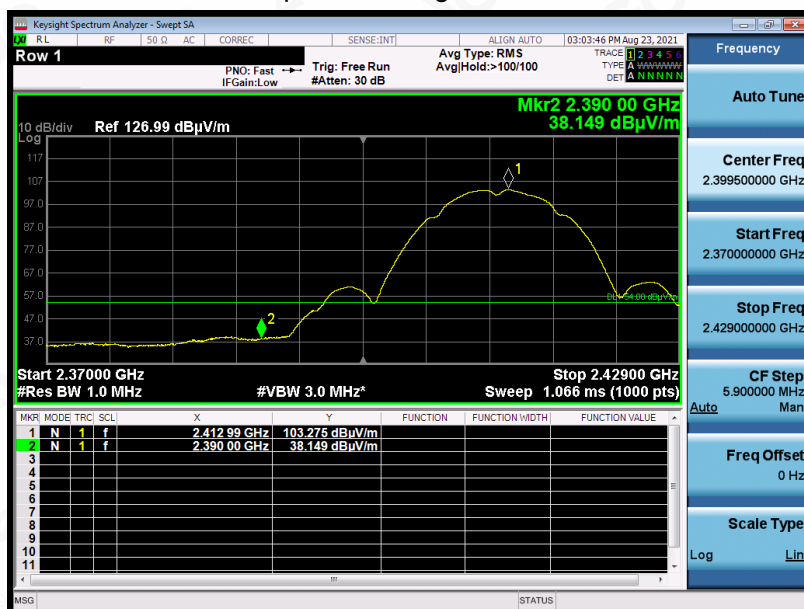 Keysight Spectrum Analyzer - Swept SA
LXI RL RF 50 Ω AC CORREC SENSE:INT ALIGN AUTO 03:03:46 PM Aug 23, 2021
Row 1
PNO: Fast
IFGain:Low
Trig: Free Run
#Atten: 30 dB
Avg Type: RMS
Avg|Hold:>100/100
TRACE 1 2 3 4 5 6
TYPE A WWWWW
DET A N N N N N
Mkr2 2.390 00 GHz
38.149 dBµV/m
10 dB/div Ref 126.99 dBµV/m
Log
117
107
97.0
87.0
77.0
67.0
57.0
47.0
37.0
1
2
DL1 54.00 dBµV/m
Start 2.37000 GHz Stop 2.42900 GHz
#Res BW 1.0 MHz #VBW 3.0 MHz* Sweep 1.066 ms (1000 pts)
MKR MODE TRC SCL X Y FUNCTION FUNCTION WIDTH FUNCTION VALUE
1 N 1 f 2.412 99 GHz 103.275 dBµV/m
2 N 1 f 2.390 00 GHz 38.149 dBµV/m
3
4
5
6
7
8
9
10
11
MSG STATUS
Frequency
Auto Tune
Center Freq
2.399500000 GHz
Start Freq
2.370000000 GHz
Stop Freq
2.429000000 GHz
CF Step
5.900000 MHz
Auto Man
Freq Offset
0 Hz
Scale Type
Log Lin